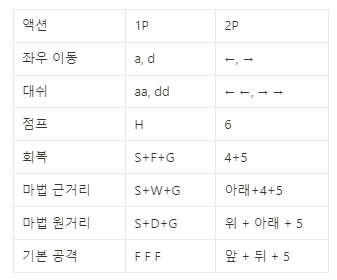 액션 1P 2P
좌우 이동 a, d ←, →
대쉬 aa, dd ← ←, → →
점프 H 6
회복 S+F+G 4+5
마법 근거리 S+W+G 아래+4+5
마법 원거리 S+D+G 위 + 아래 + 5
기본 공격 F F F 앞 + 뒤 + 5